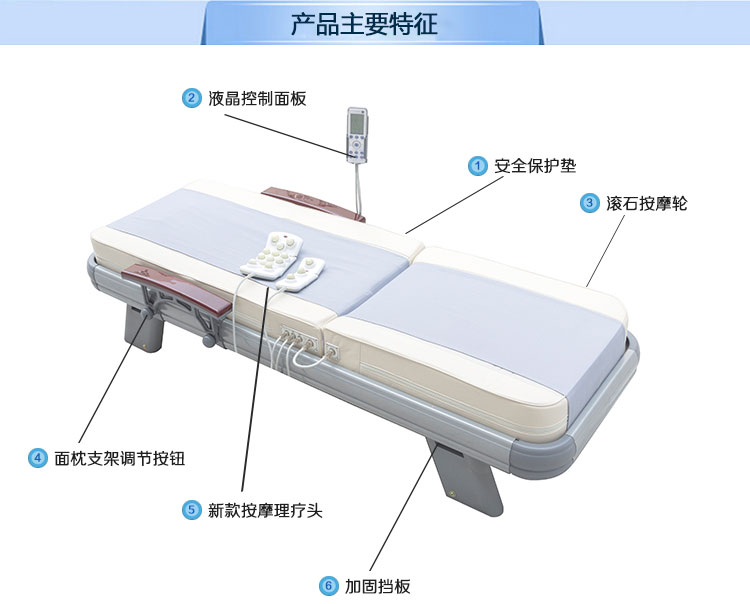 产品主要特征
2 液晶控制面板
1 安全保护垫
3 滚石按摩轮
4 面枕支架调节按钮
5 新款按摩理疗头
6 加固挡板